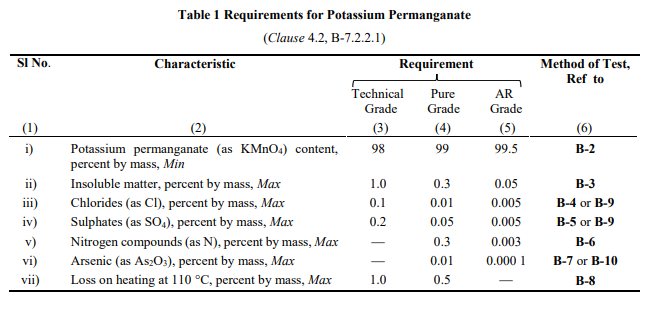 Table 1 Requirements for Potassium Permanganate
(Clause 4.2, B-7.2.2.1)
Sl No. Characteristic Requirement Method of Test, Ref to
Technical Grade Pure Grade AR Grade
(1) (2) (3) (4) (5) (6)
i) Potassium permanganate (as KMnO₄) content, 98 99 99.5 B-2
percent by mass, Min
ii) Insoluble matter, percent by mass, Max 1.0 0.3 0.05 B-3
iii) Chlorides (as Cl), percent by mass, Max 0.1 0.01 0.005 B-4 or B-9
iv) Sulphates (as SO₄), percent by mass, Max 0.2 0.05 0.005 B-5 or B-9
v) Nitrogen compounds (as N), percent by mass, Max — 0.3 0.003 B-6
vi) Arsenic (as As₂O₃), percent by mass, Max — 0.01 0.000 1 B-7 or B-10
vii) Loss on heating at 110 °C, percent by mass, Max 1.0 0.5 — B-8